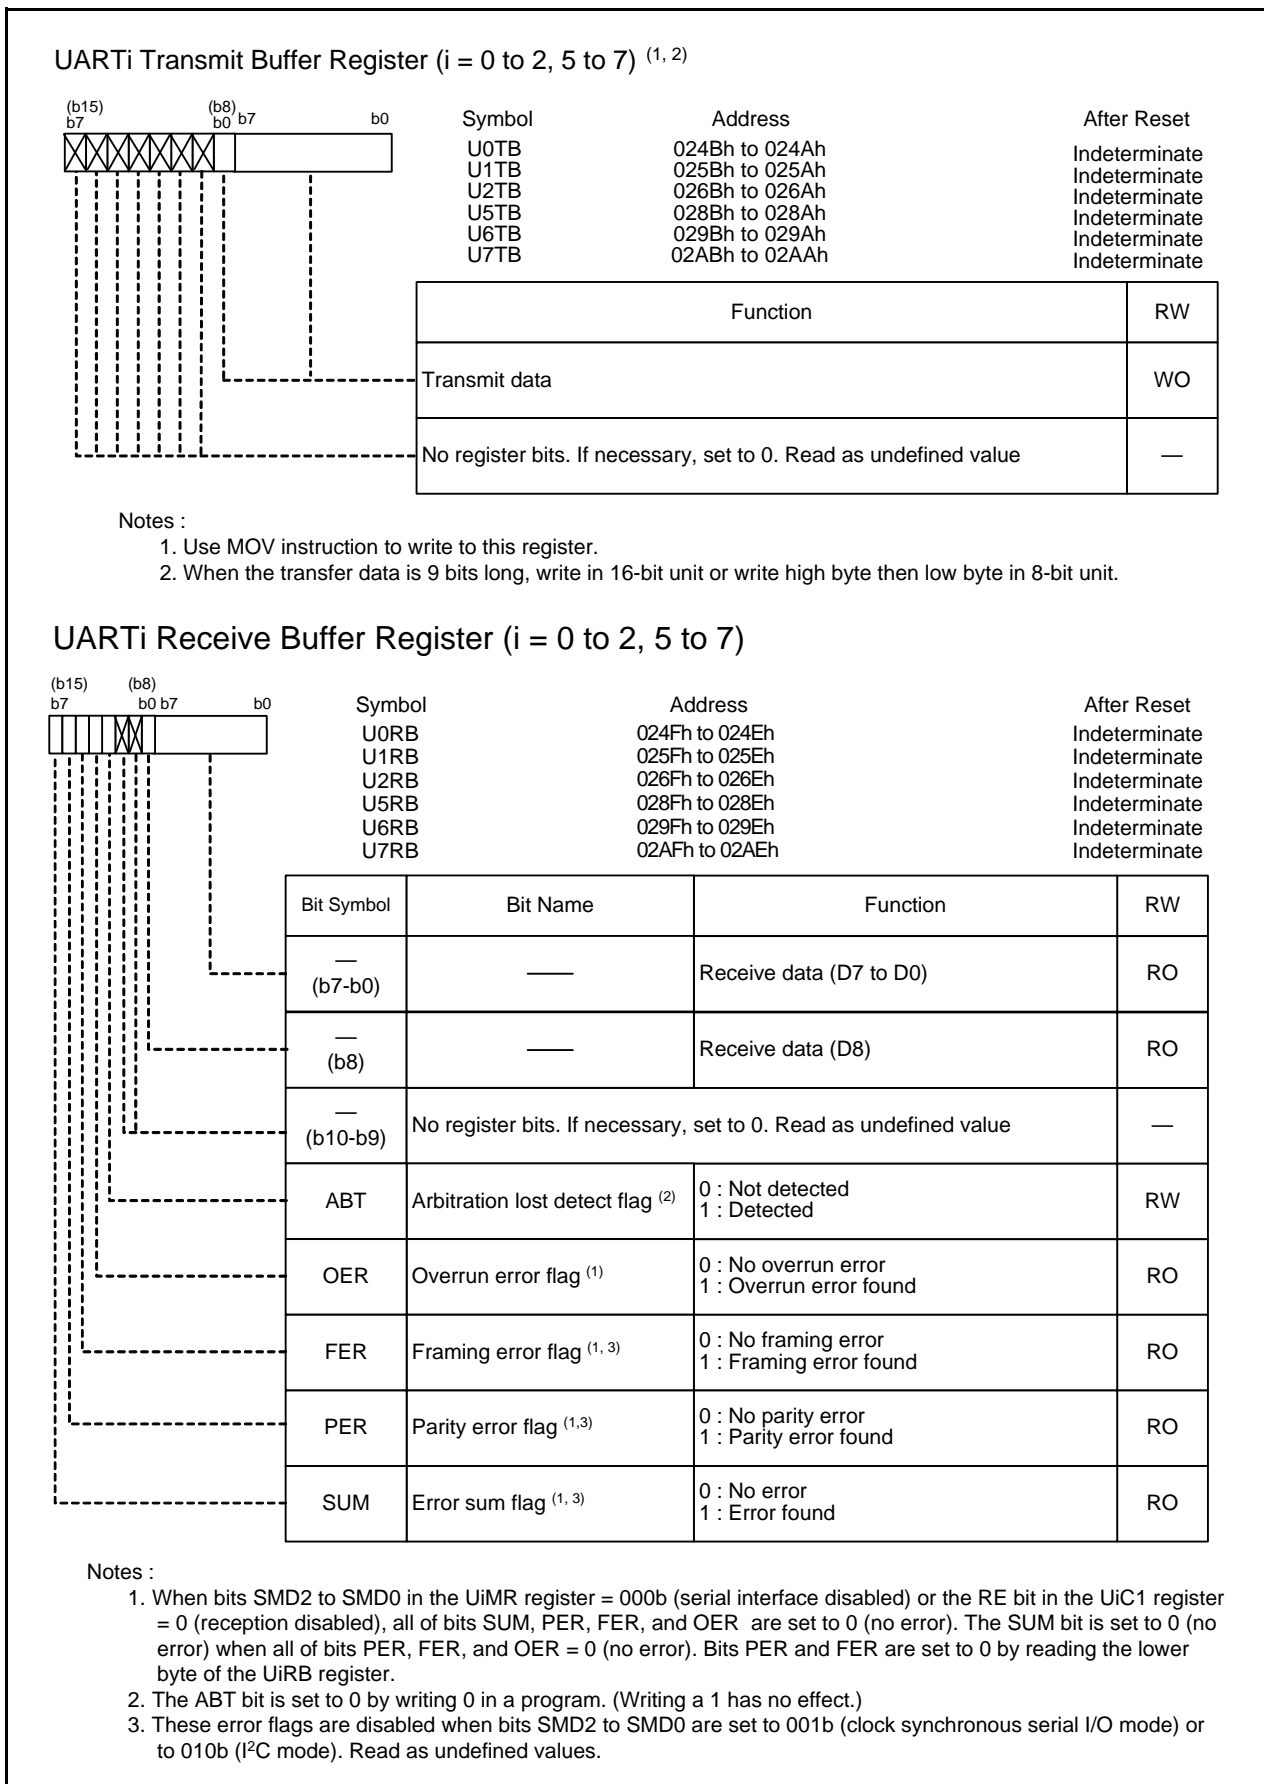 UARTi Transmit Buffer Register (i = 0 to 2, 5 to 7) (1, 2)
(b15) (b8)
b7 b0 b7 b0
Symbol Address After Reset
U0TB 024Bh to 024Ah Indeterminate
U1TB 025Bh to 025Ah Indeterminate
U2TB 026Bh to 026Ah Indeterminate
U5TB 028Bh to 028Ah Indeterminate
U6TB 029Bh to 029Ah Indeterminate
U7TB 02ABh to 02AAh Indeterminate
Function RW
Transmit data WO
No register bits. If necessary, set to 0. Read as undefined value —
Notes :
1. Use MOV instruction to write to this register.
2. When the transfer data is 9 bits long, write in 16-bit unit or write high byte then low byte in 8-bit unit.
UARTi Receive Buffer Register (i = 0 to 2, 5 to 7)
(b15) (b8)
b7 b0 b7 b0
Symbol Address After Reset
U0RB 024Fh to 024Eh Indeterminate
U1RB 025Fh to 025Eh Indeterminate
U2RB 026Fh to 026Eh Indeterminate
U5RB 028Fh to 028Eh Indeterminate
U6RB 029Fh to 029Eh Indeterminate
U7RB 02AFh to 02AEh Indeterminate
Bit Symbol Bit Name Function RW
—
(b7-b0) —— Receive data (D7 to D0) RO
—
(b8) —— Receive data (D8) RO
—
(b10-b9) No register bits. If necessary, set to 0. Read as undefined value —
ABT Arbitration lost detect flag (2) 0 : Not detected RW
1 : Detected
OER Overrun error flag (1) 0 : No overrun error RO
1 : Overrun error found
FER Framing error flag (1, 3) 0 : No framing error RO
1 : Framing error found
PER Parity error flag (1,3) 0 : No parity error RO
1 : Parity error found
SUM Error sum flag (1, 3) 0 : No error RO
1 : Error found
Notes :
1. When bits SMD2 to SMD0 in the UiMR register = 000b (serial interface disabled) or the RE bit in the UiC1 register
= 0 (reception disabled), all of bits SUM, PER, FER, and OER are set to 0 (no error). The SUM bit is set to 0 (no
error) when all of bits PER, FER, and OER = 0 (no error). Bits PER and FER are set to 0 by reading the lower
byte of the UiRB register.
2. The ABT bit is set to 0 by writing 0 in a program. (Writing a 1 has no effect.)
3. These error flags are disabled when bits SMD2 to SMD0 are set to 001b (clock synchronous serial I/O mode) or
to 010b (I²C mode). Read as undefined values.